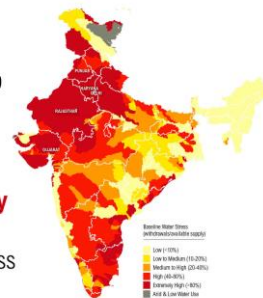 PUNJAB
HARYANA
RAJASTHAN
GUJARAT
y
ss
Baseline Water Stress
(withdrawals/available supply)
Low (<10%)
Low to Medium (10-20%)
Medium to High (20-40%)
High (40-80%)
Extremely High (>80%)
Arid & Low Water Use